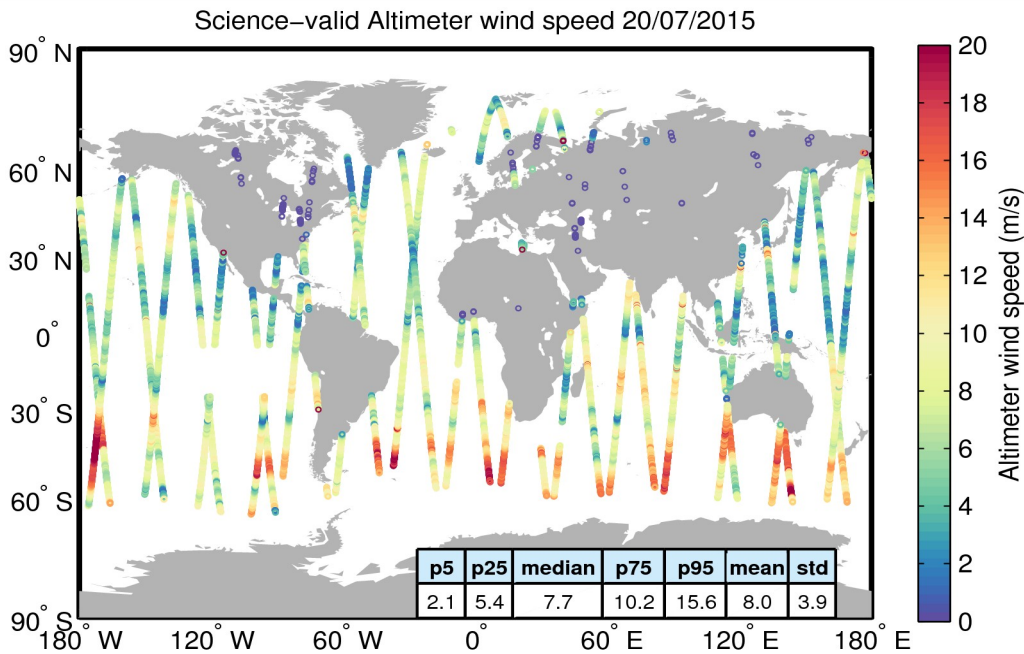 Science−valid Altimeter wind speed 20/07/2015
90° N
60° N
30° N
0°
30° S
60° S
90° S
180° W
120° W
60° W
0°
60° E
120° E
180° E
p5 p25 median p75 p95 mean std
2.1 5.4 7.7 10.2 15.6 8.0 3.9
20
18
16
14
12
10
8
6
4
2
0
Altimeter wind speed (m/s)